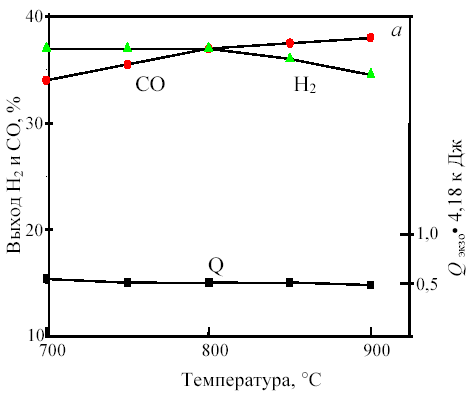 40
а
CO
H2
30
Выход H2 и CO, %
Qэкзо • 4,18 к Дж
20
Q
1,0
0,5
10
700
800
900
Температура, °C